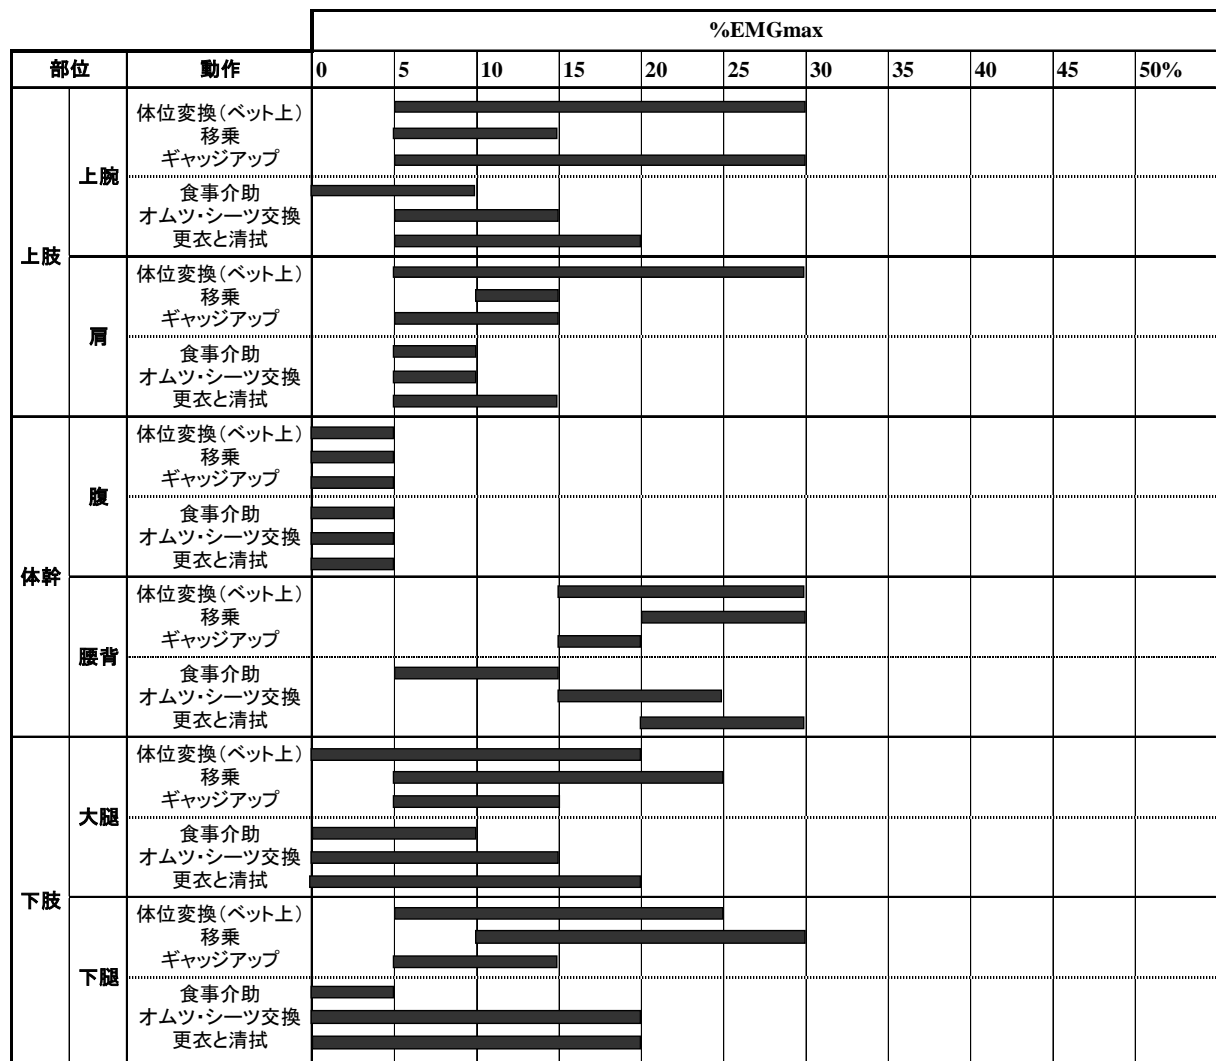 %EMGmax
部位 動作 0 5 10 15 20 25 30 35 40 45 50%
上肢
上腕
体位変換（ベット上）
移乗
ギャッジアップ
食事介助
オムツ・シーツ交換
更衣と清拭
肩
体位変換（ベット上）
移乗
ギャッジアップ
食事介助
オムツ・シーツ交換
更衣と清拭
体幹
腹
体位変換（ベット上）
移乗
ギャッジアップ
食事介助
オムツ・シーツ交換
更衣と清拭
腰背
体位変換（ベット上）
移乗
ギャッジアップ
食事介助
オムツ・シーツ交換
更衣と清拭
下肢
大腿
体位変換（ベット上）
移乗
ギャッジアップ
食事介助
オムツ・シーツ交換
更衣と清拭
下腿
体位変換（ベット上）
移乗
ギャッジアップ
食事介助
オムツ・シーツ交換
更衣と清拭